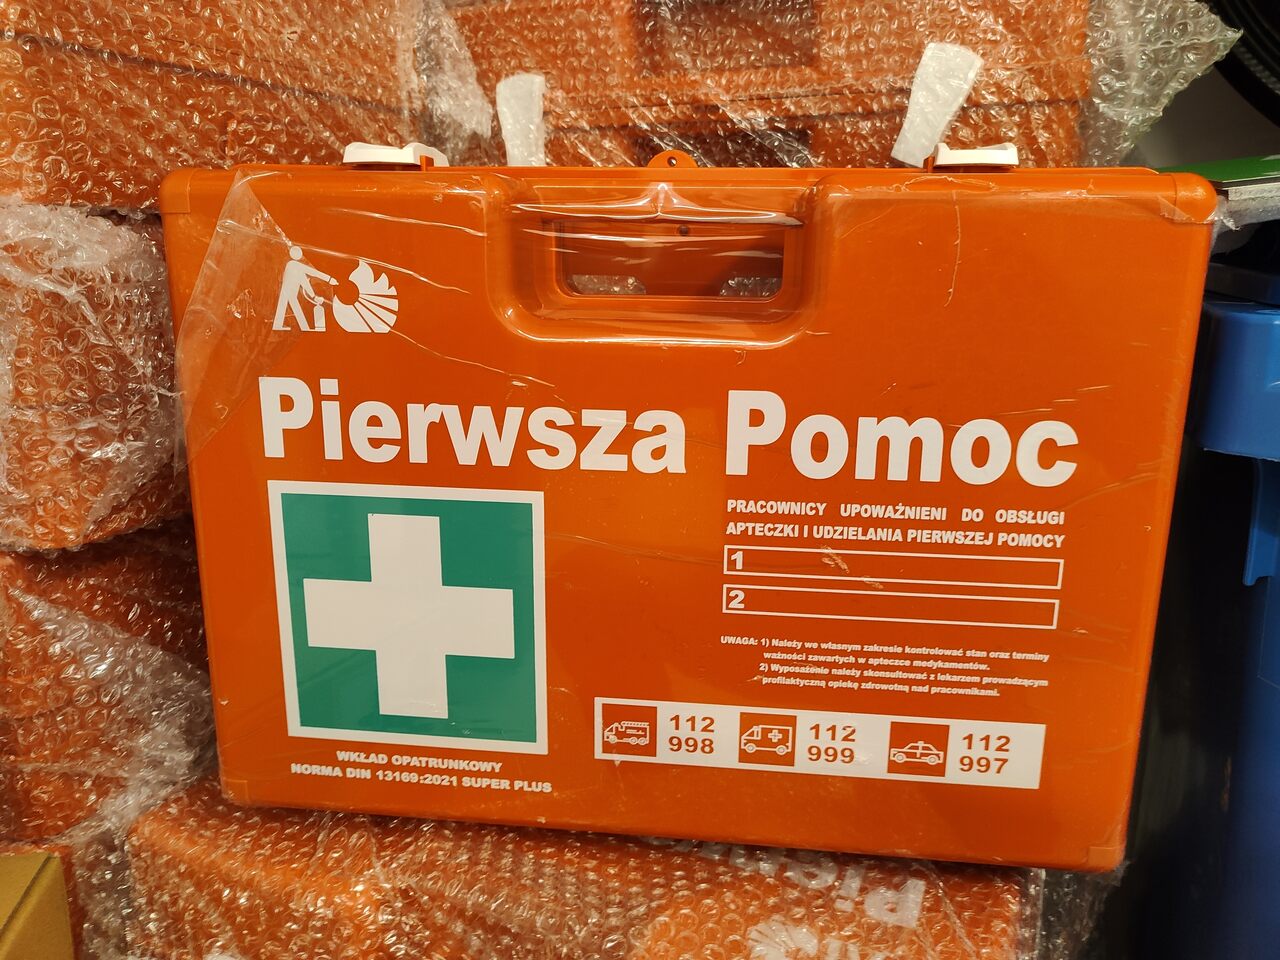 Pierwsza Pomoc
PRACOWNICY UPOWAŻNIENI DO OBSŁUGI
APTECZKI I UDZIELANIA PIERWSZEJ POMOCY
1
2
UWAGA: 1) Należy we własnym zakresie kontrolować stan oraz terminy
ważności zawartych w apteczce medykamentów.
2) Wyposażenie należy skonsultować z lekarzem prowadzącym
profilaktyczną opiekę zdrowotną nad pracownikami.
112
998
112
999
112
997
WKŁAD OPATRUNKOWY
NORMA DIN 13169:2021 SUPER PLUS